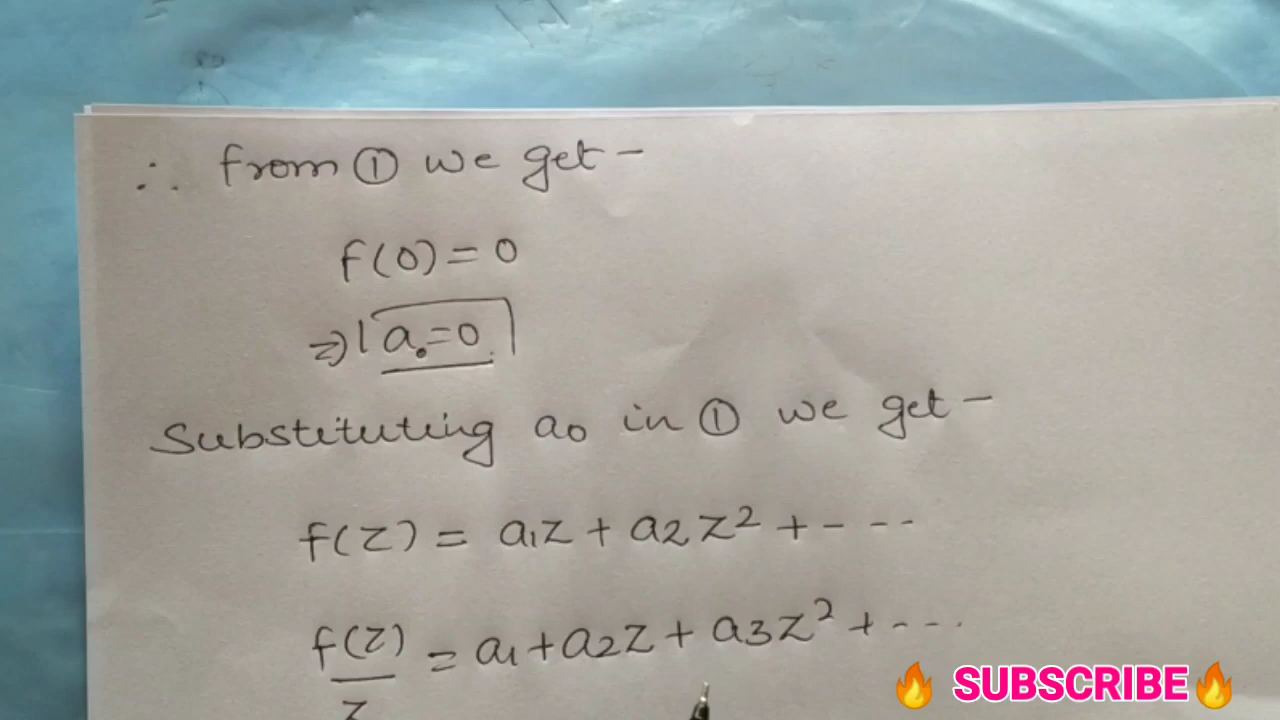 ∴ from ① we get -
f(0) = 0
⇒ a₀ = 0
Substituting a₀ in ① we get -
f(z) = a₁z + a₂z² + - - -
f(z)/z = a₁ + a₂z + a₃z² + - - - .
🔥 SUBSCRIBE🔥